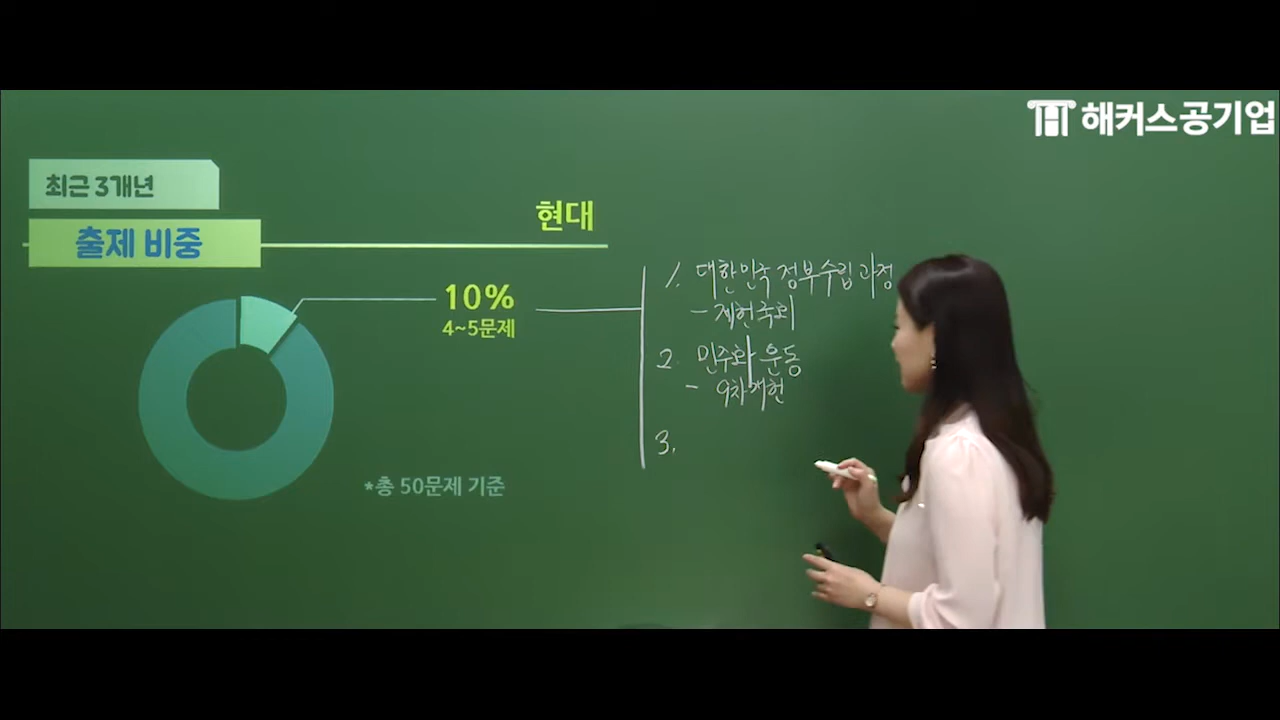 해커스공기업
최근 3개년
출제 비중
현대
10%
4~5문제
*총 50문제 기준
1. 대한민국 정부수립 과정
- 제헌국회
2. 민주화 운동
- 9차개헌
3.